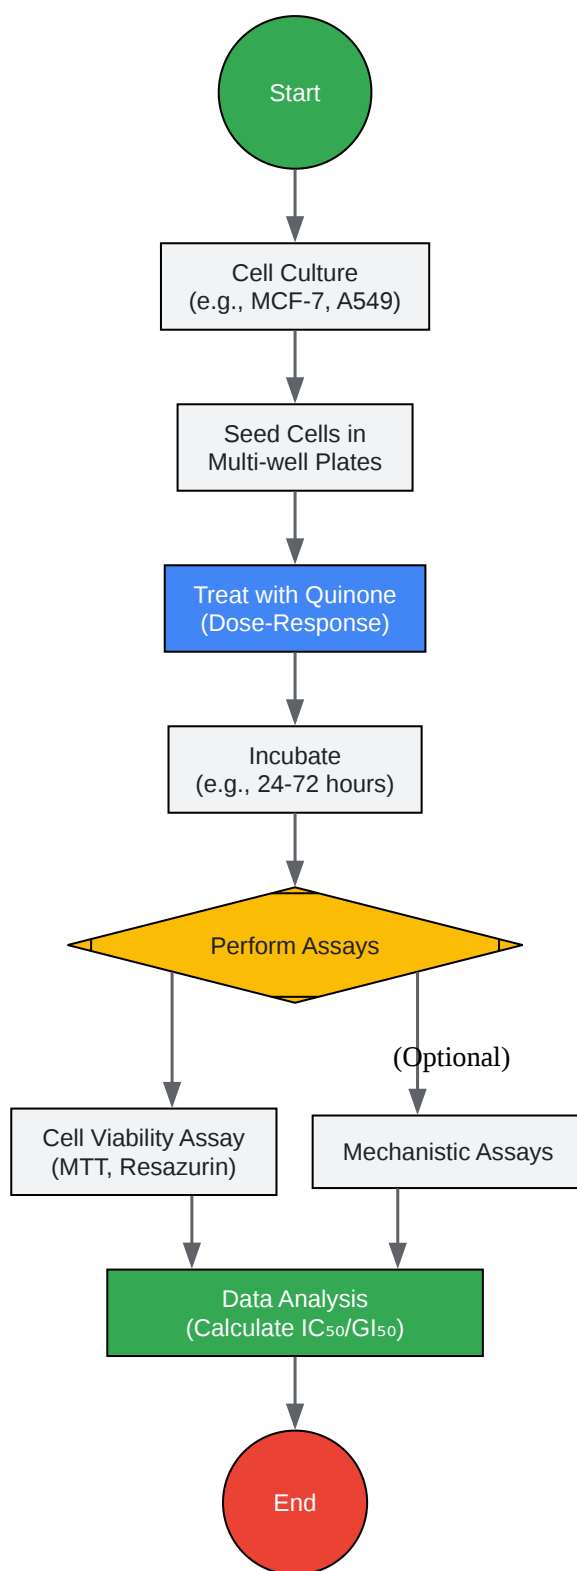 Start
Cell Culture
(e.g., MCF-7, A549)
Seed Cells in
Multi-well Plates
Treat with Quinone
(Dose-Response)
Incubate
(e.g., 24-72 hours)
Perform Assays
(Optional)
Cell Viability Assay
(MTT, Resazurin)
Mechanistic Assays
Data Analysis
(Calculate IC₅₀/GI₅₀)
End